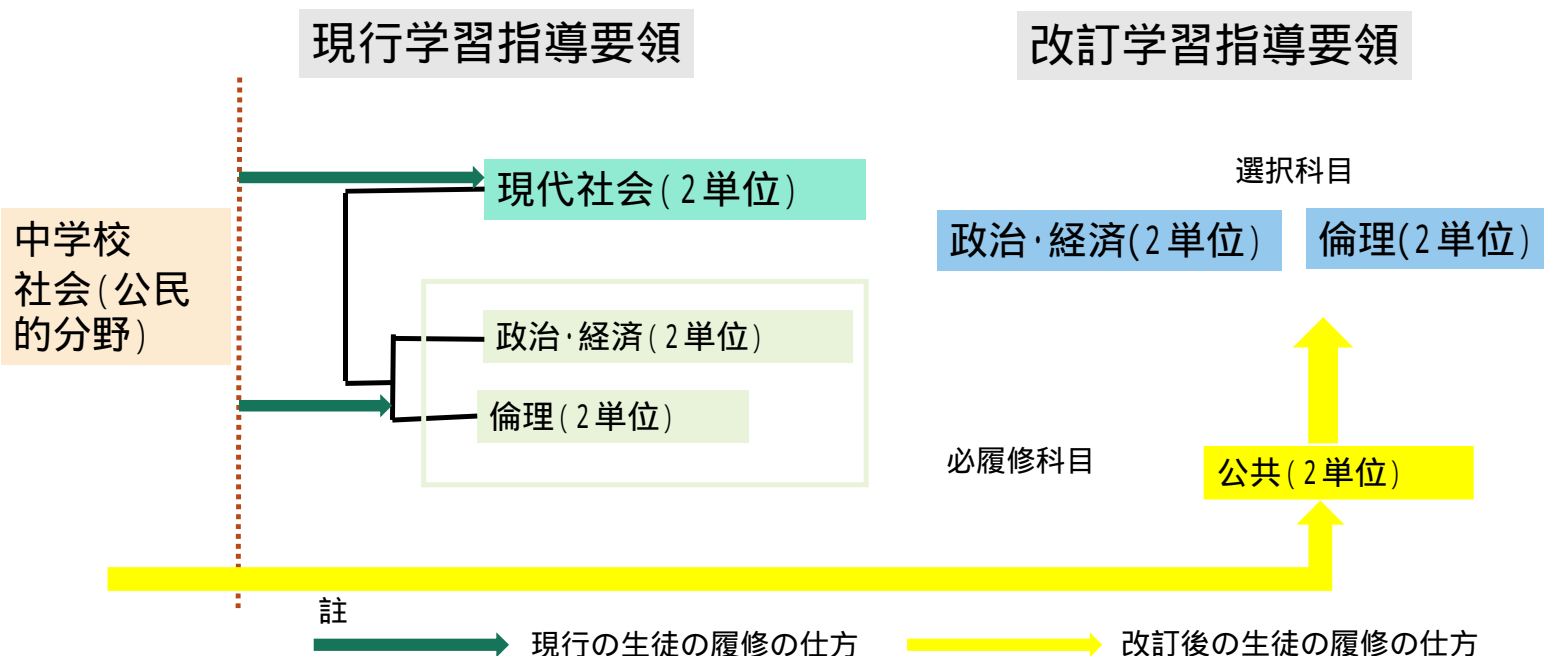 現行学習指導要領
改訂学習指導要領
中学校
社会(公民
的分野)
現代社会(2単位)
政治·経済(2単位)
倫理(2単位)
選択科目
政治·経済(2単位)
倫理(2単位)
必履修科目
公共(2単位)
註
現行の生徒の履修の仕方
改訂後の生徒の履修の仕方